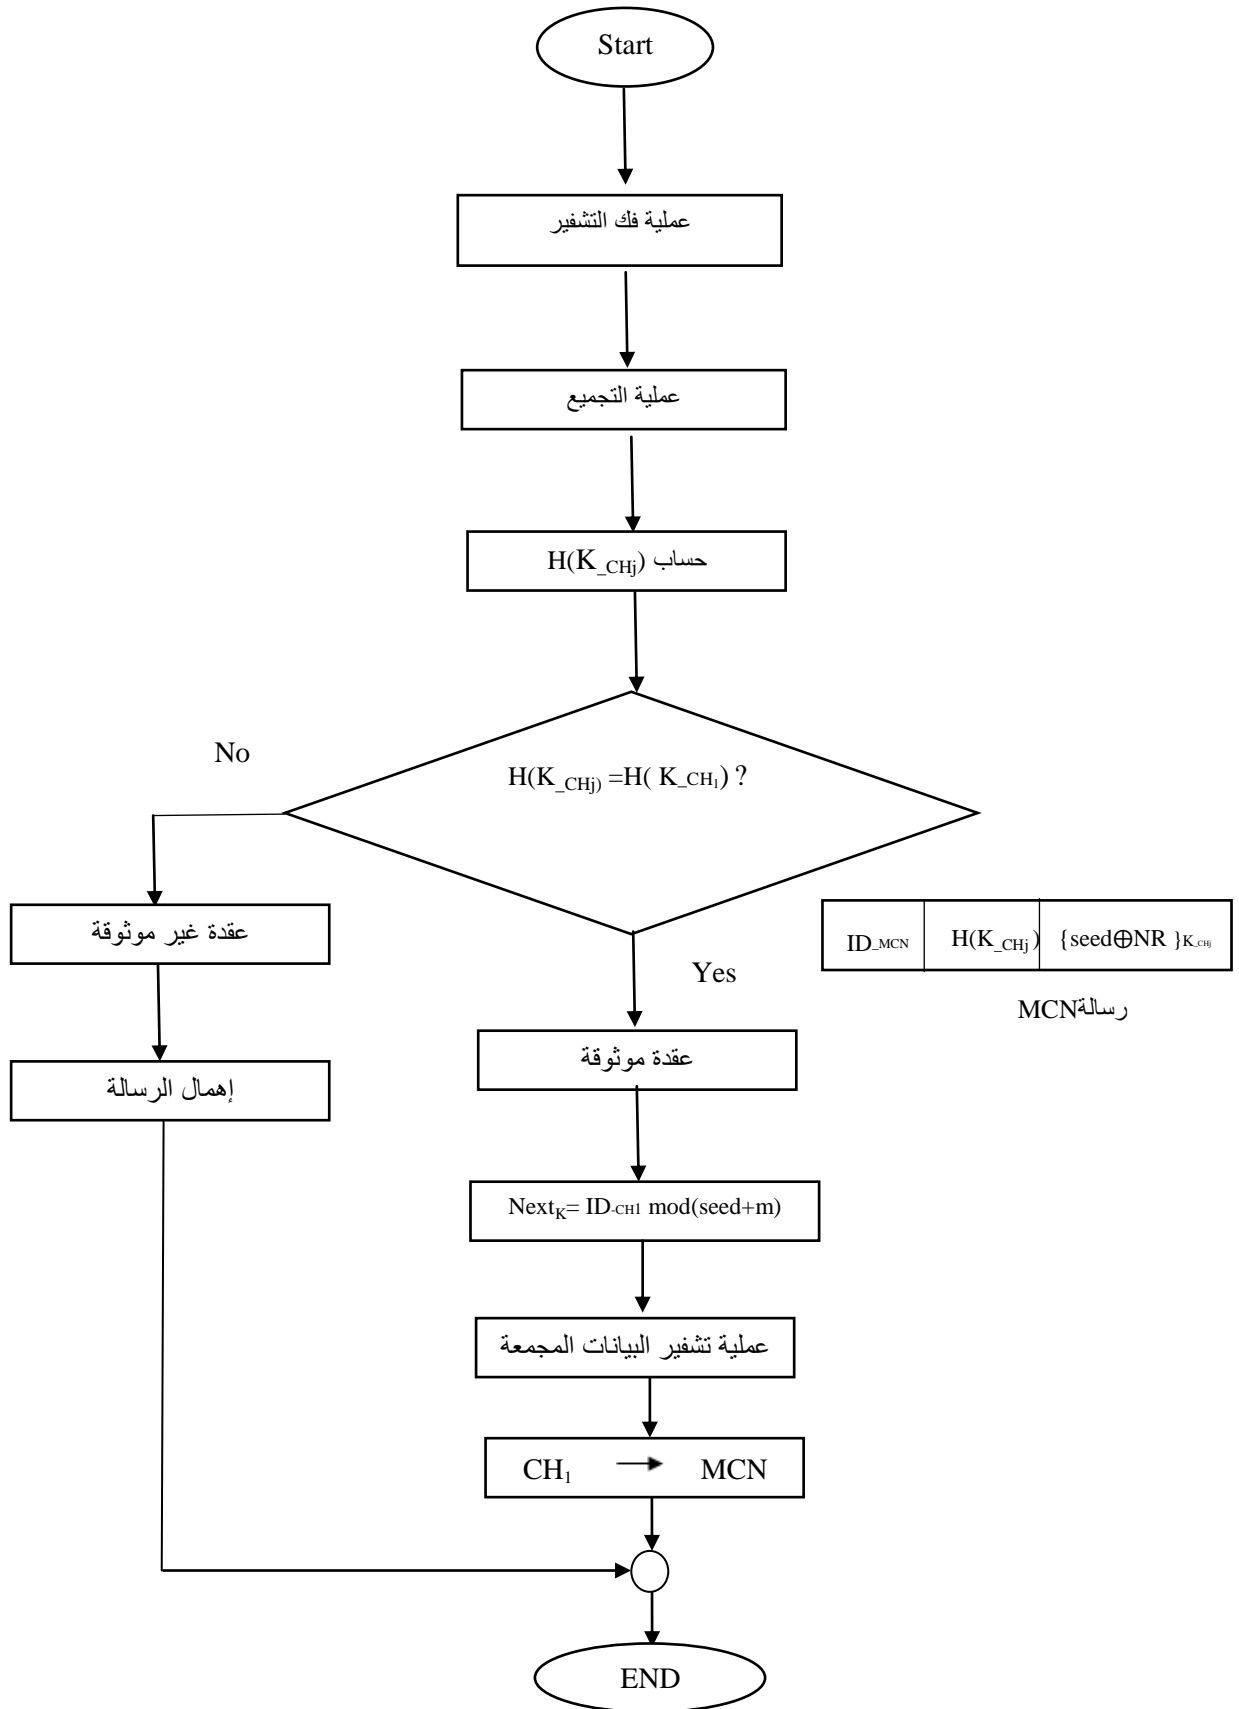 Start
عملية فك التشفير
عملية التجميع
حساب H(K_CHj)
No
H(K_CHj) =H( K_CH1) ?
عقدة غير موثوقة
ID_MCN H(K_CHj) {seed⊕NR }K_CHj
Yes
رسالةMCN
عقدة موثوقة
إهمال الرسالة
NextK= ID-CH1 mod(seed+m)
عملية تشفير البيانات المجمعة
CH1 → MCN
END